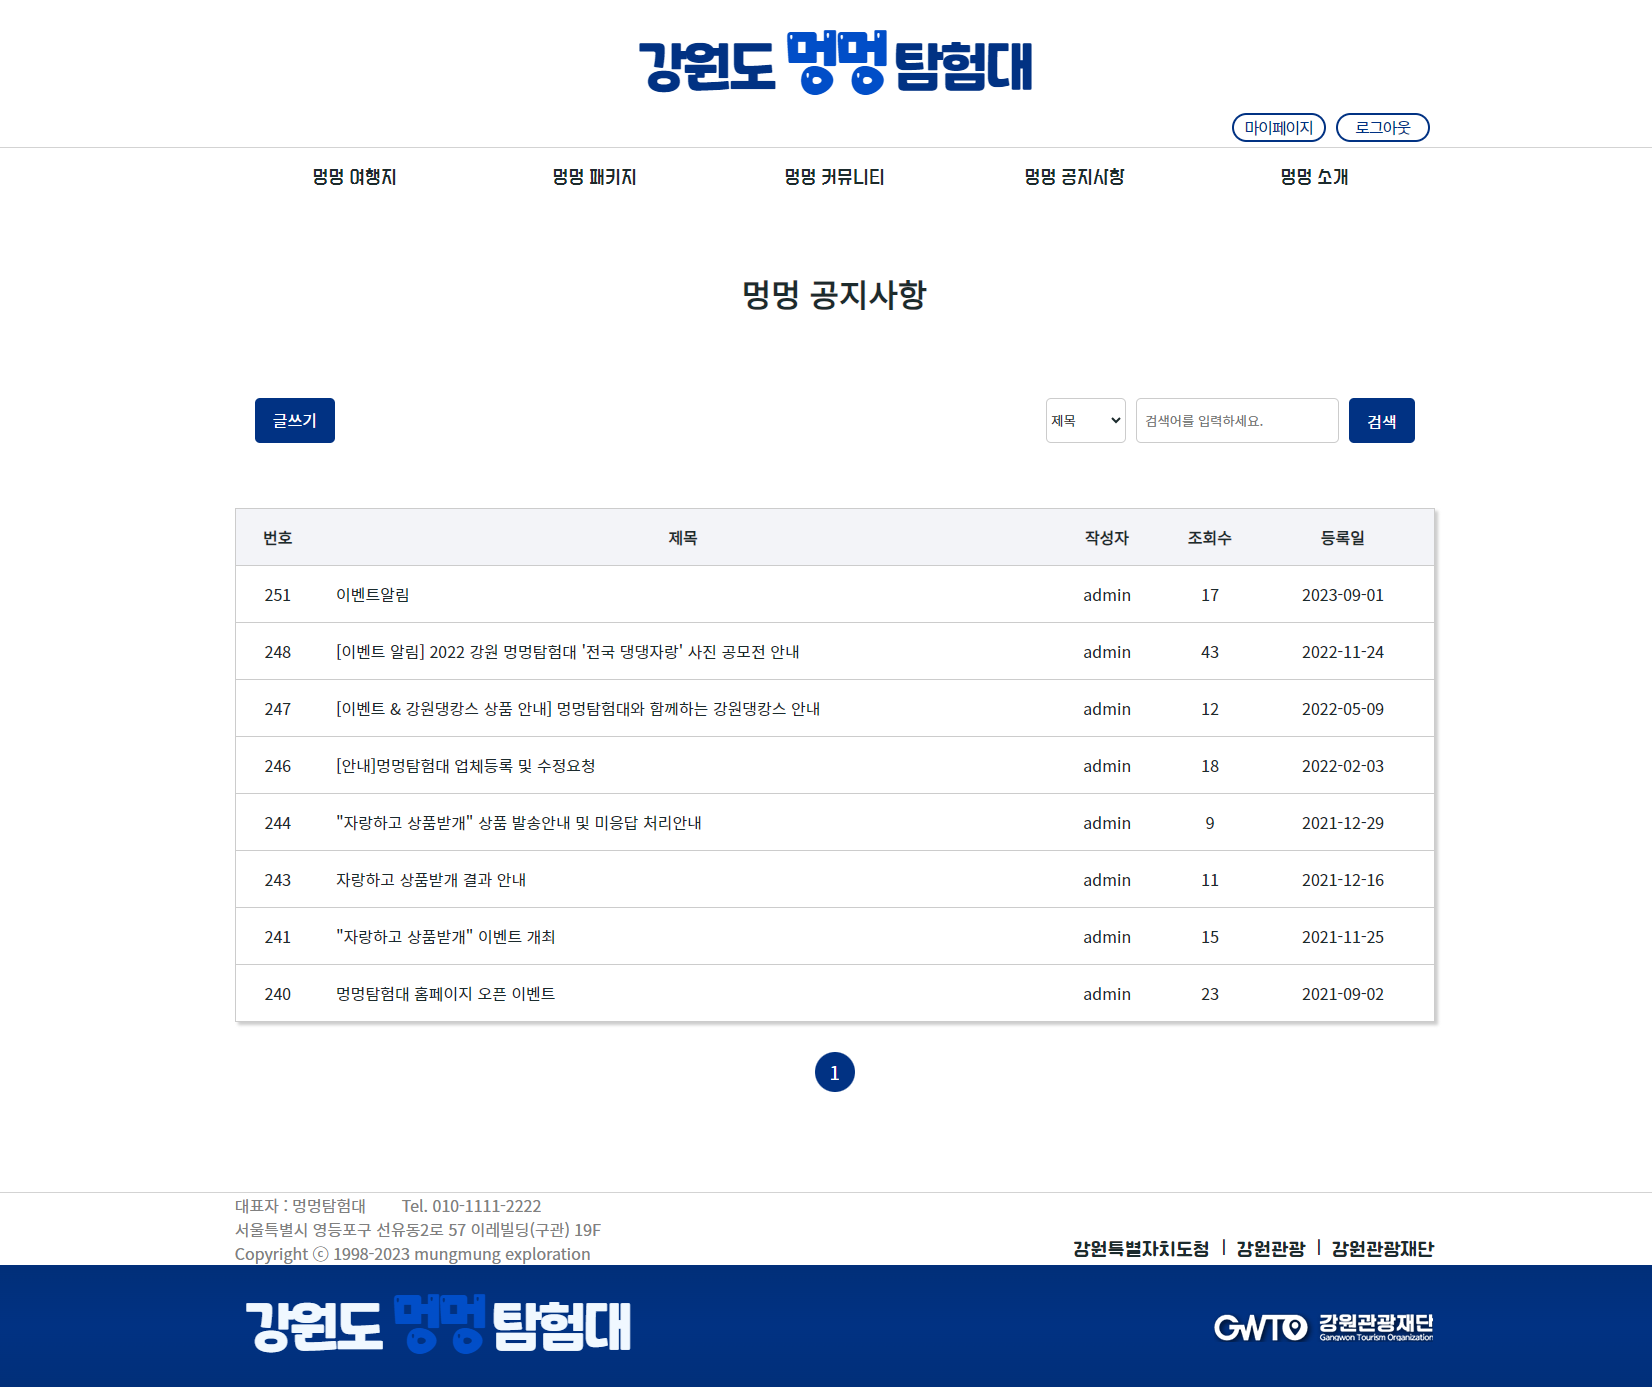 강원도 멍멍 탐험대
마이페이지 로그아웃
멍멍 여행지 멍멍 패키지 멍멍 커뮤니티 멍멍 공지사항 멍멍 소개
멍멍 공지사항
글쓰기 제목 검색어를 입력하세요. 검색
번호 제목 작성자 조회수 등록일
251 이벤트알림 admin 17 2023-09-01
248 [이벤트 알림] 2022 강원 멍멍탐험대 '전국 댕댕자랑' 사진 공모전 안내 admin 43 2022-11-24
247 [이벤트 & 강원댕캉스 상품 안내] 멍멍탐험대와 함께하는 강원댕캉스 안내 admin 12 2022-05-09
246 [안내]멍멍탐험대 업체등록 및 수정요청 admin 18 2022-02-03
244 "자랑하고 상품받개" 상품 발송안내 및 미응답 처리안내 admin 9 2021-12-29
243 자랑하고 상품받개 결과 안내 admin 11 2021-12-16
241 "자랑하고 상품받개" 이벤트 개최 admin 15 2021-11-25
240 멍멍탐험대 홈페이지 오픈 이벤트 admin 23 2021-09-02
1
대표자 : 멍멍탐험대 Tel. 010-1111-2222
서울특별시 영등포구 선유동2로 57 이레빌딩(구관) 19F
Copyright ⓒ 1998-2023 mungmung exploration
강원특별자치도청 | 강원관광 | 강원관광재단
강원도 멍멍 탐험대
GWTO 강원관광재단
Gangwon Tourism Organization